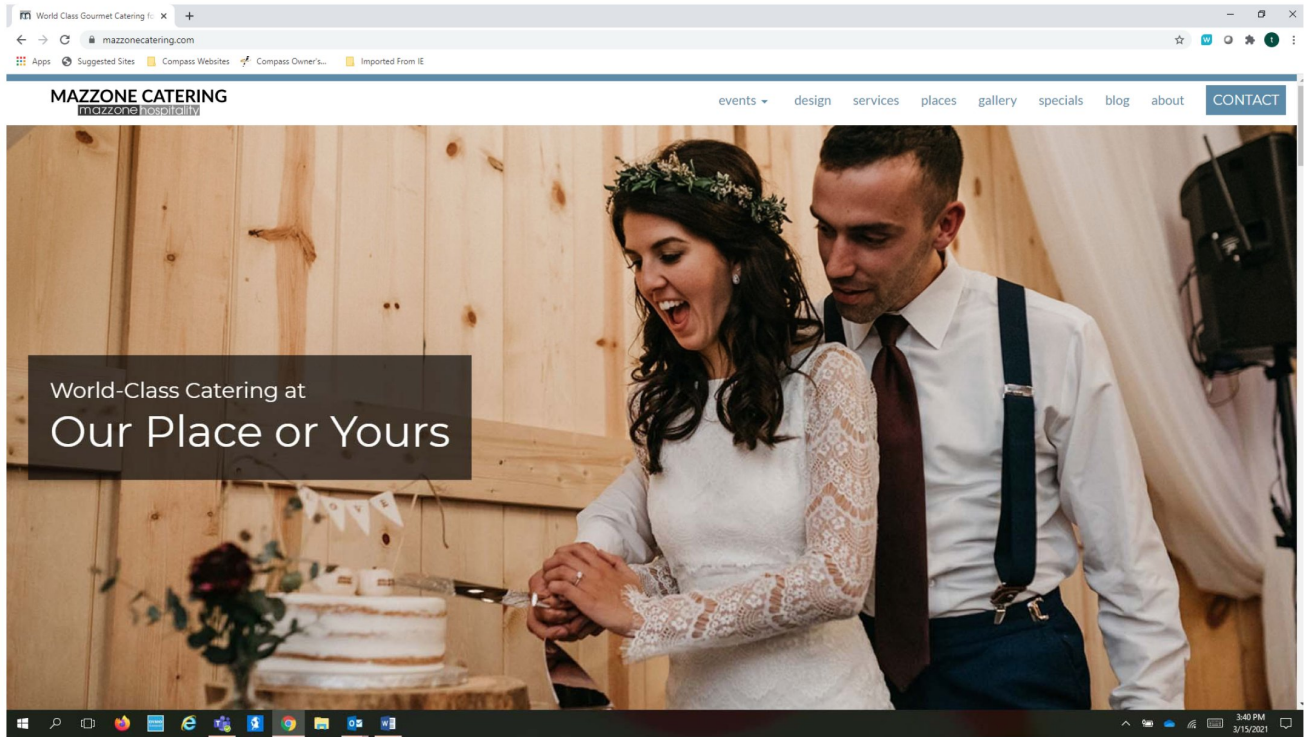 World Class Gourmet Catering fo
mazzonecatering.com
Apps Suggested Sites Compass Websites Compass Owner's... Imported From IE
MAZZONE CATERING
mazzone hospitality
events design services places gallery specials blog about CONTACT
World-Class Catering at
Our Place or Yours
LOVE
3:40 PM
3/15/2021